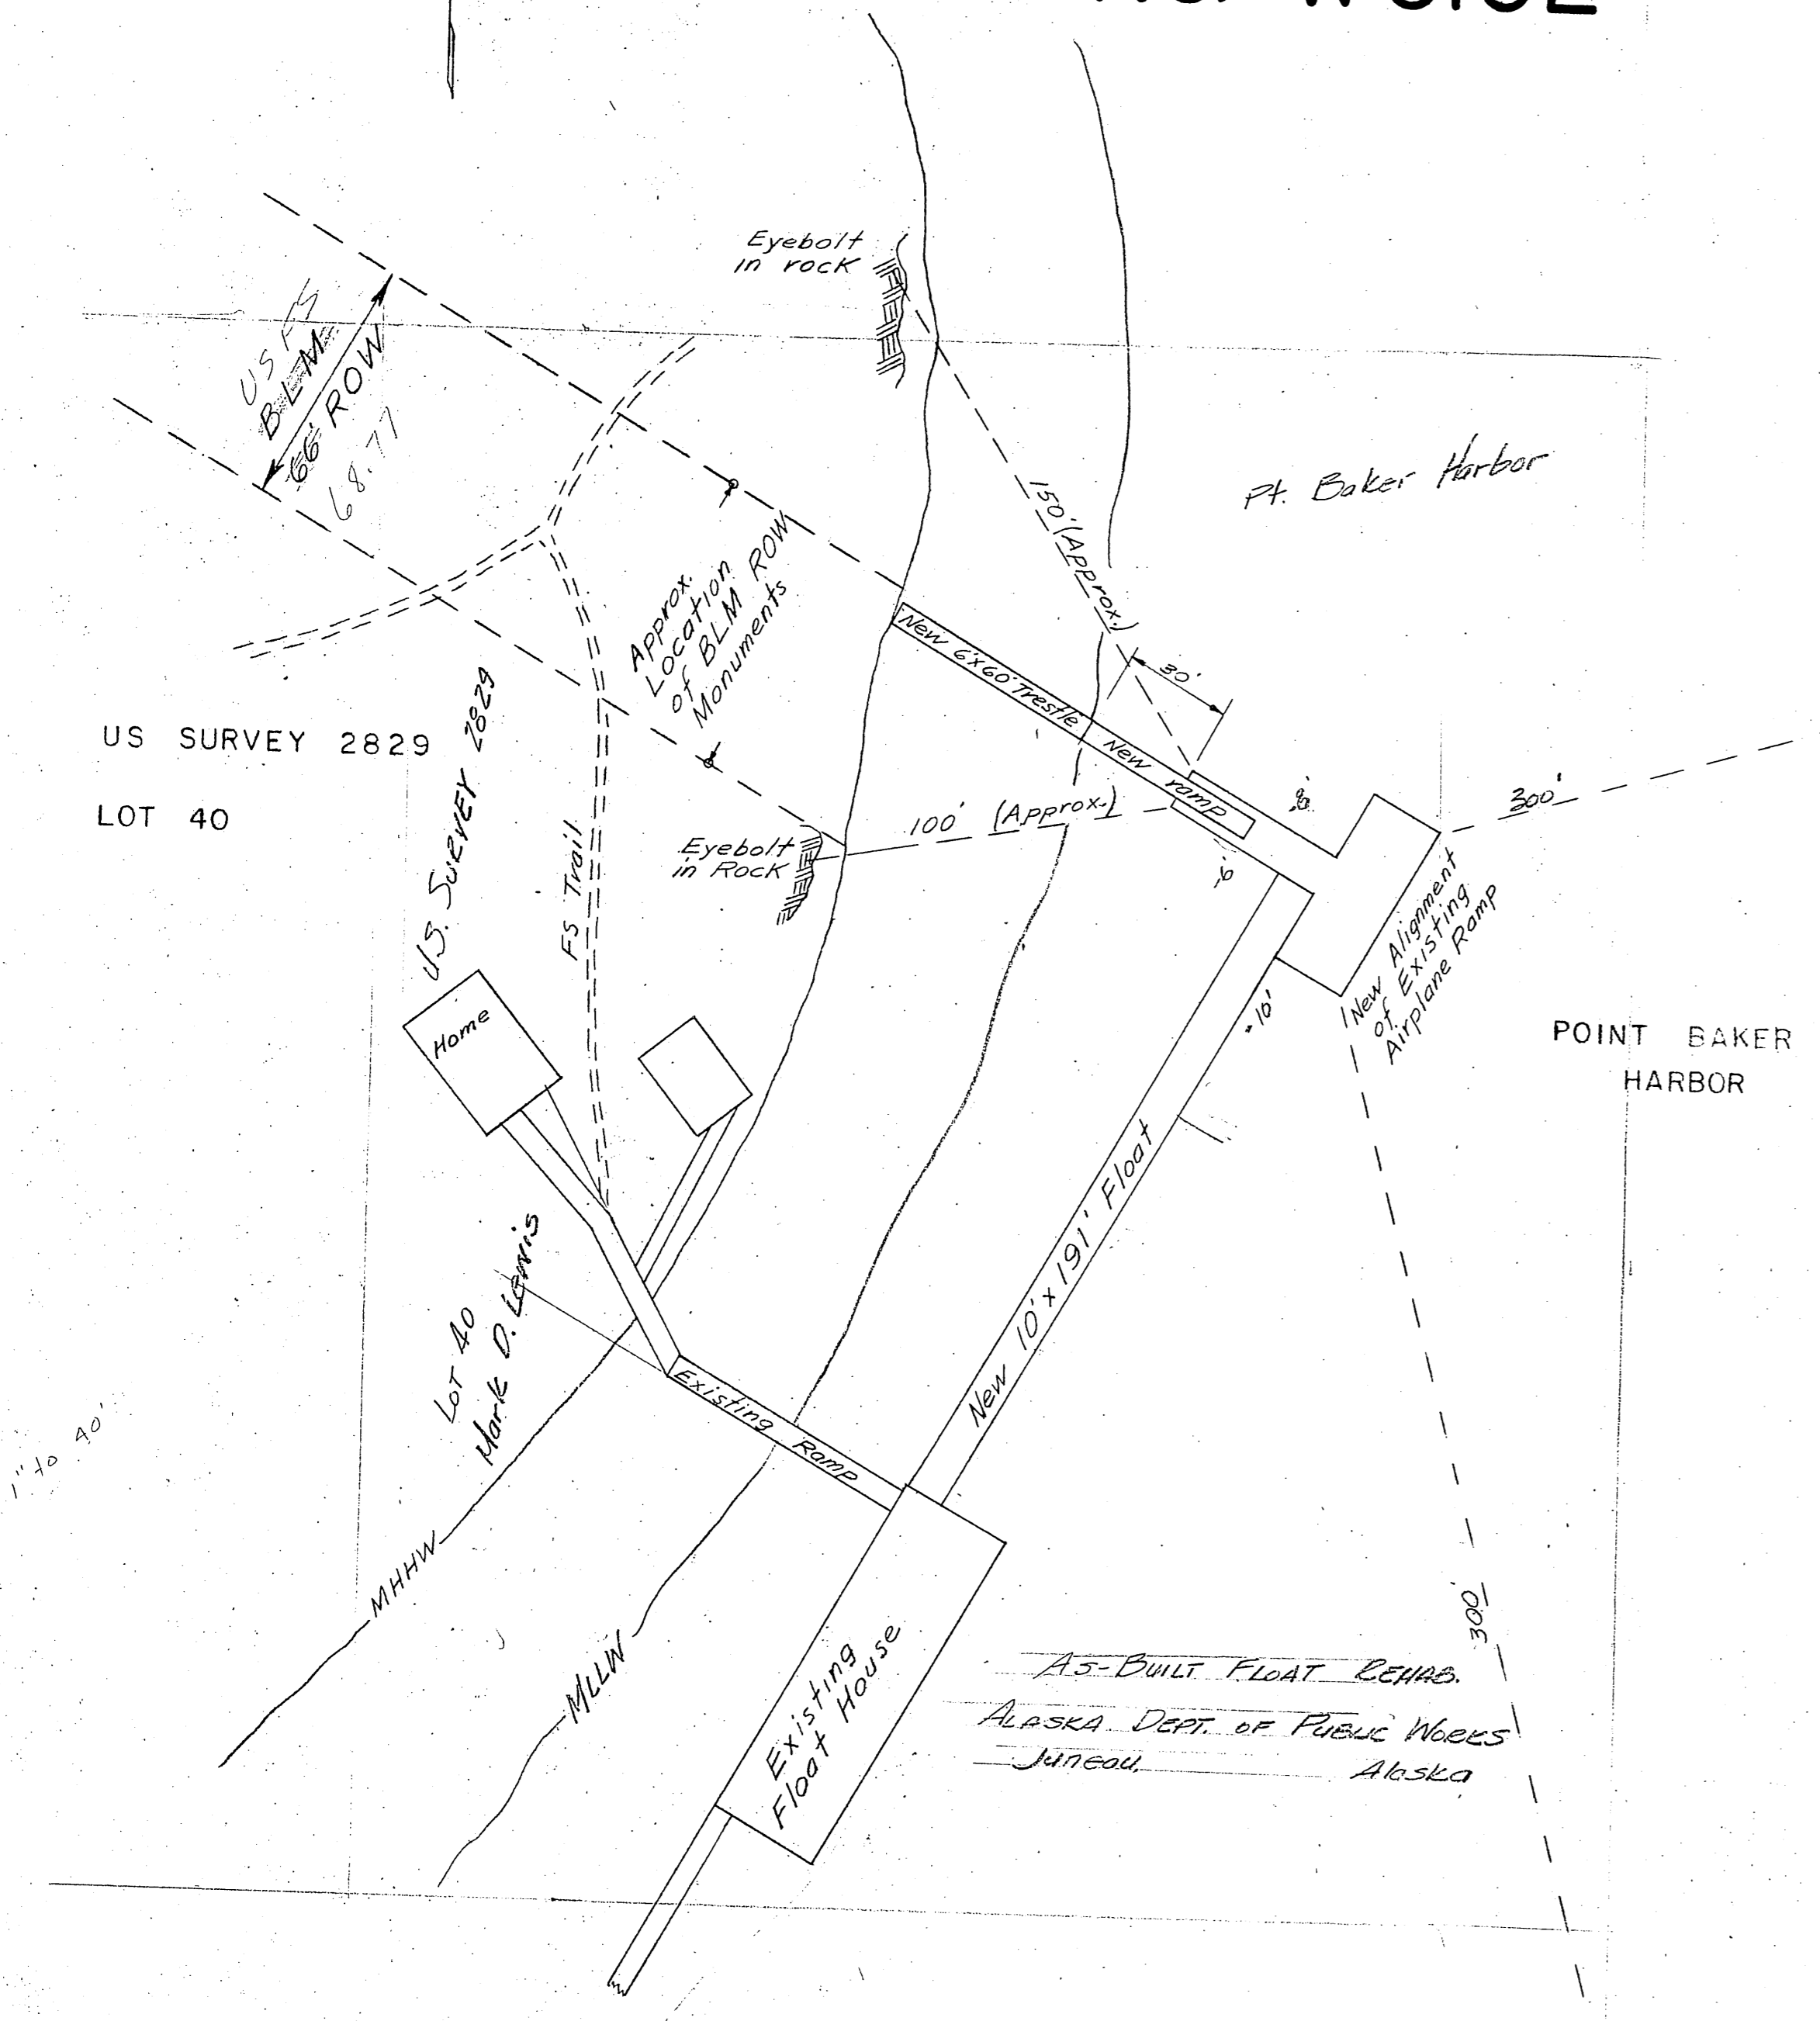 Eyebolt
in rock
US FS
BLM
66' ROW
68.77
Pt. Baker Harbor
150' (Approx.)
Approx.
Location
of BLM ROW
Monuments
New 6'x60' Trestle
30'
New ramp
US SURVEY 2829
LOT 40
U.S. SURVEY 2829
300'
100' (Approx.)
Eyebolt
in Rock
FS Trail
New Alignment
of Existing
Airplane Ramp
10'
Home
POINT BAKER
HARBOR
New 10' x 191' Float
Lot 40
Mark D. Lewis
Existing Ramp
1" to 40'
MHHW
MLLW
300'
Existing
Float House
AS-BUILT FLOAT REHAB.
ALASKA DEPT. OF PUBLIC WORKS
Juneau, Alaska